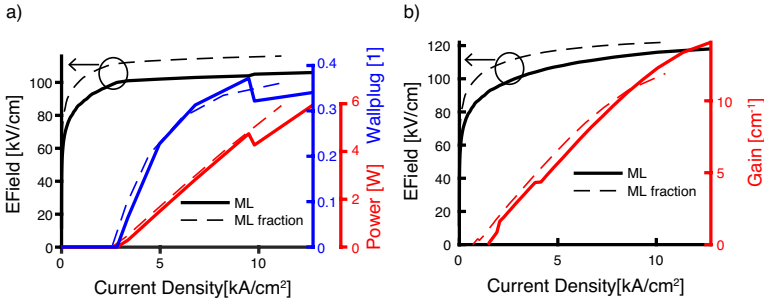 a)
EField [kV/cm]
0
20
40
60
80
100
0
5
10
Current Density[kA/cm²]
ML
ML fraction
0
0.1
0.2
0.3
0.4
Wallplug [1]
0
2
4
6
Power [W]
b)
EField [kV/cm]
0
20
40
60
80
100
120
0
5
10
Current Density[kA/cm²]
ML
ML fraction
0
5
10
Gain [cm⁻¹]